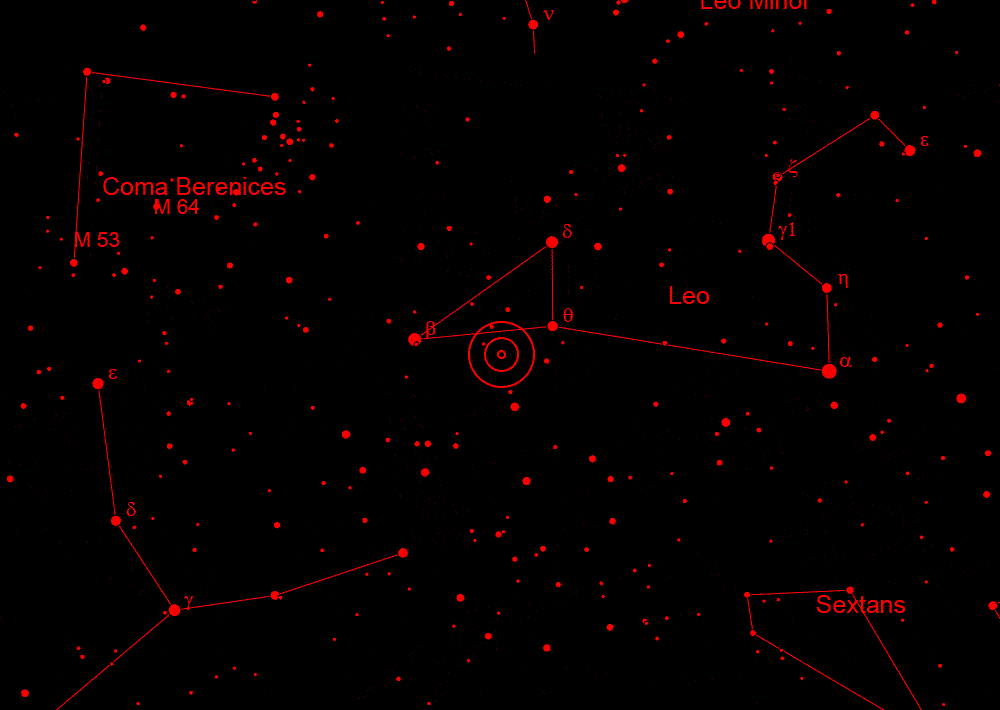 Leo Minor
ν
ε
ζ
Coma Berenices
M 64
δ
γ1
M 53
η
Leo
θ
β
α
ε
δ
γ
Sextans